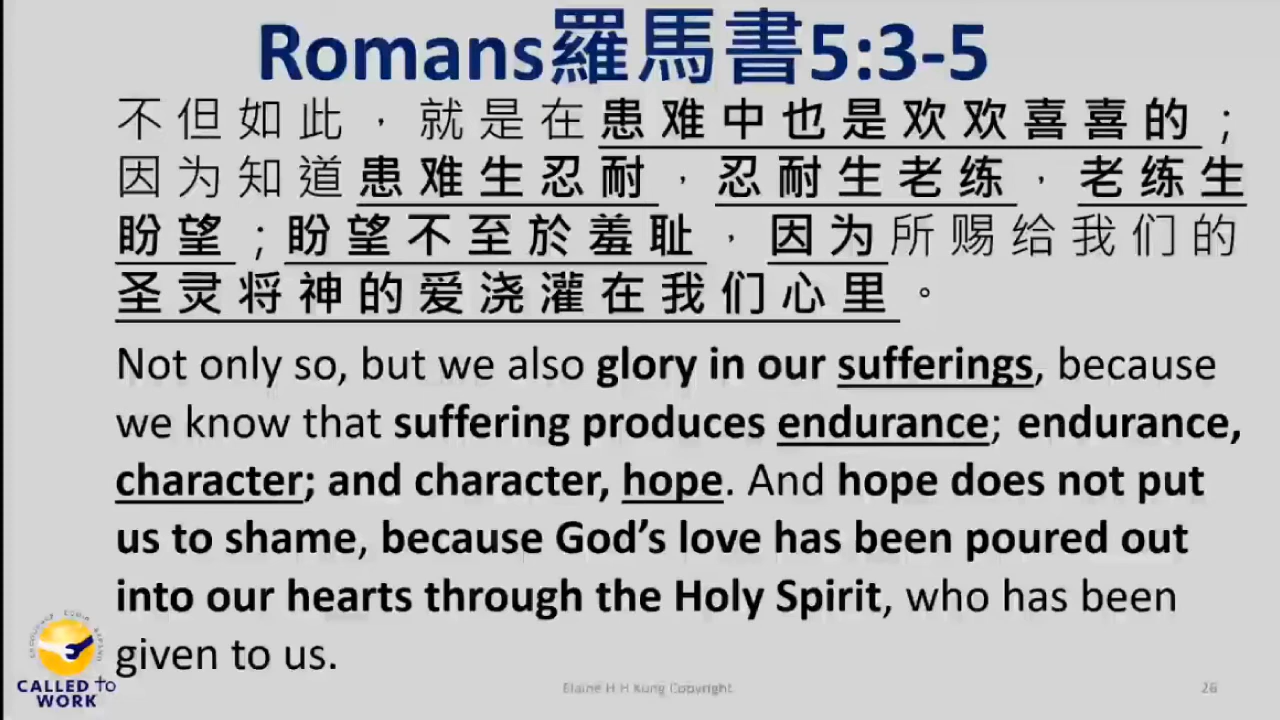 Romans羅馬書5:3-5
不但如此，就是在患难中也是欢欢喜喜的；
因为知道患难生忍耐，忍耐生老练，老练生
盼望；盼望不至於羞耻，因为所赐给我们的
圣灵将神的爱浇灌在我们心里。
Not only so, but we also glory in our sufferings, because
we know that suffering produces endurance; endurance,
character; and character, hope. And hope does not put
us to shame, because God’s love has been poured out
into our hearts through the Holy Spirit, who has been
given to us.
CALLED to
WORK
Elaine H H Kung Copyright
26